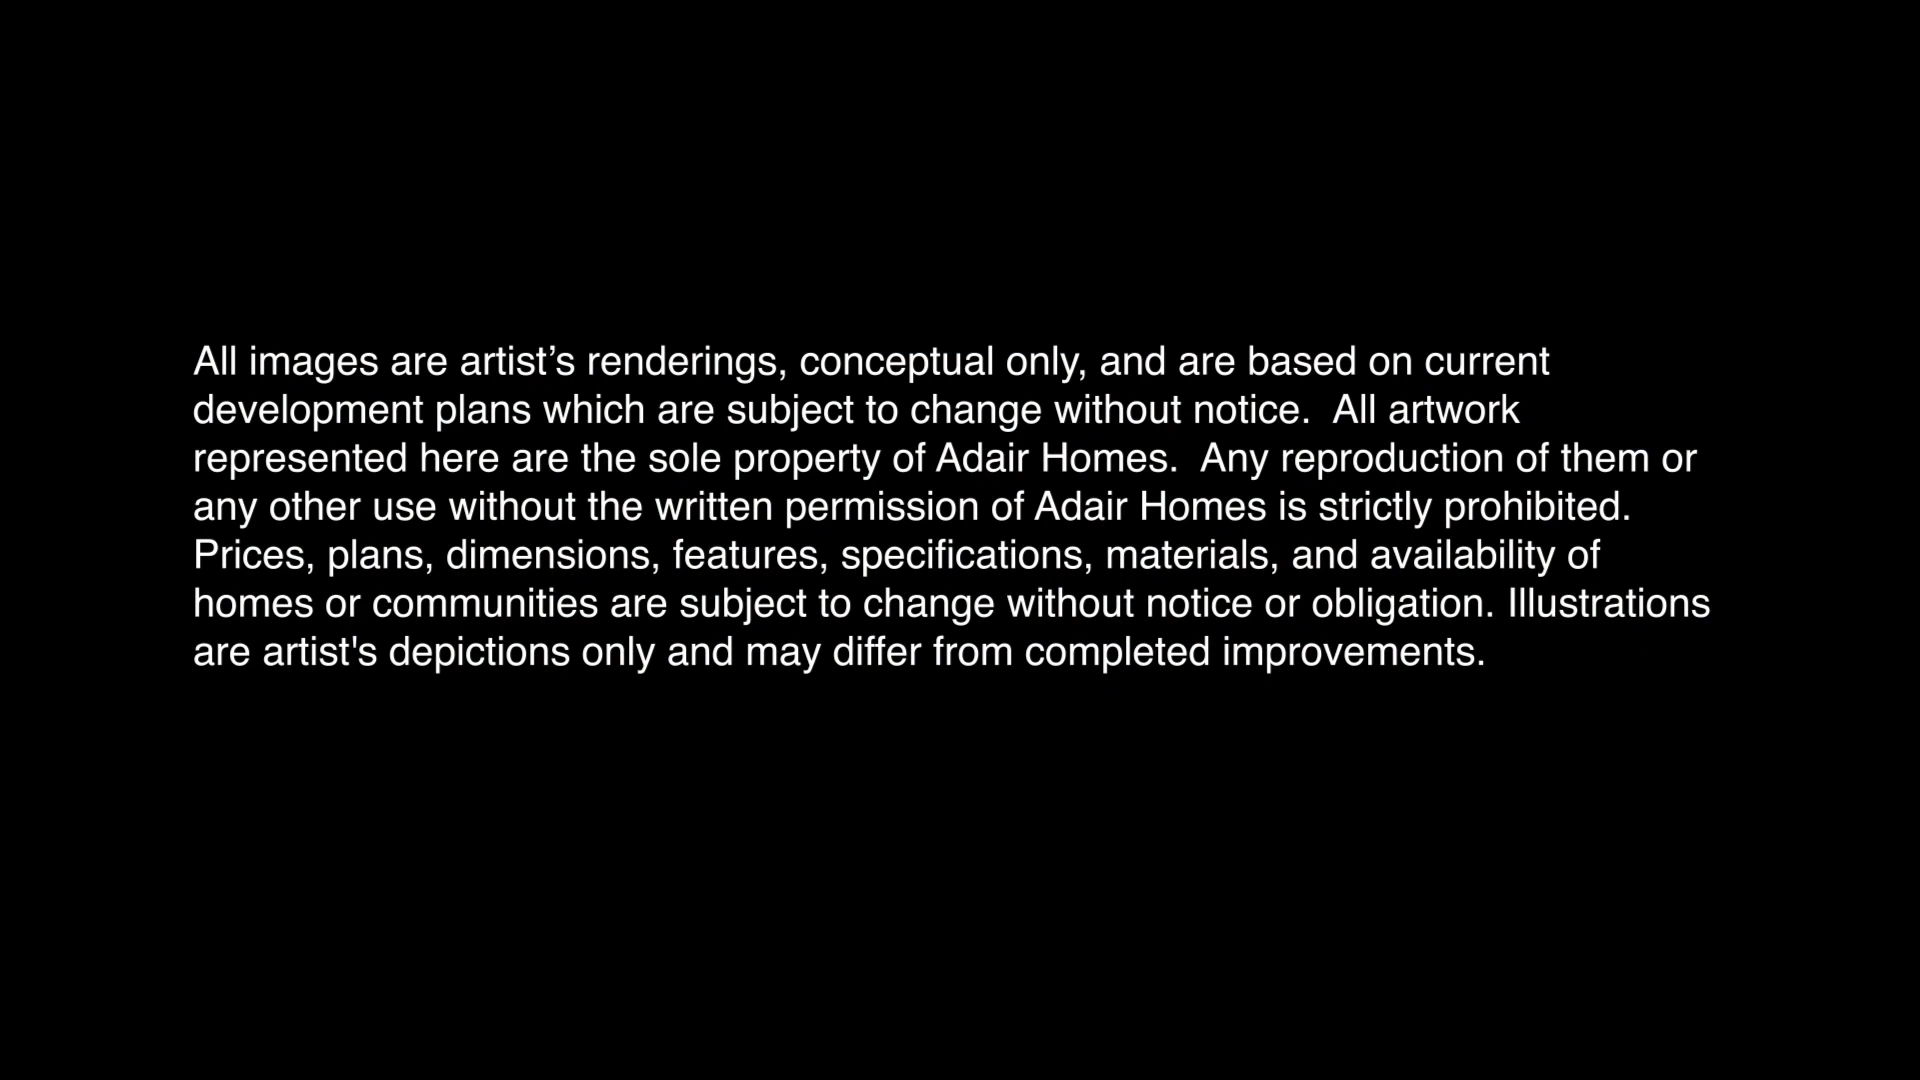 All images are artist’s renderings, conceptual only, and are based on current
development plans which are subject to change without notice.  All artwork
represented here are the sole property of Adair Homes.  Any reproduction of them or
any other use without the written permission of Adair Homes is strictly prohibited.
Prices, plans, dimensions, features, specifications, materials, and availability of
homes or communities are subject to change without notice or obligation. Illustrations
are artist's depictions only and may differ from completed improvements.